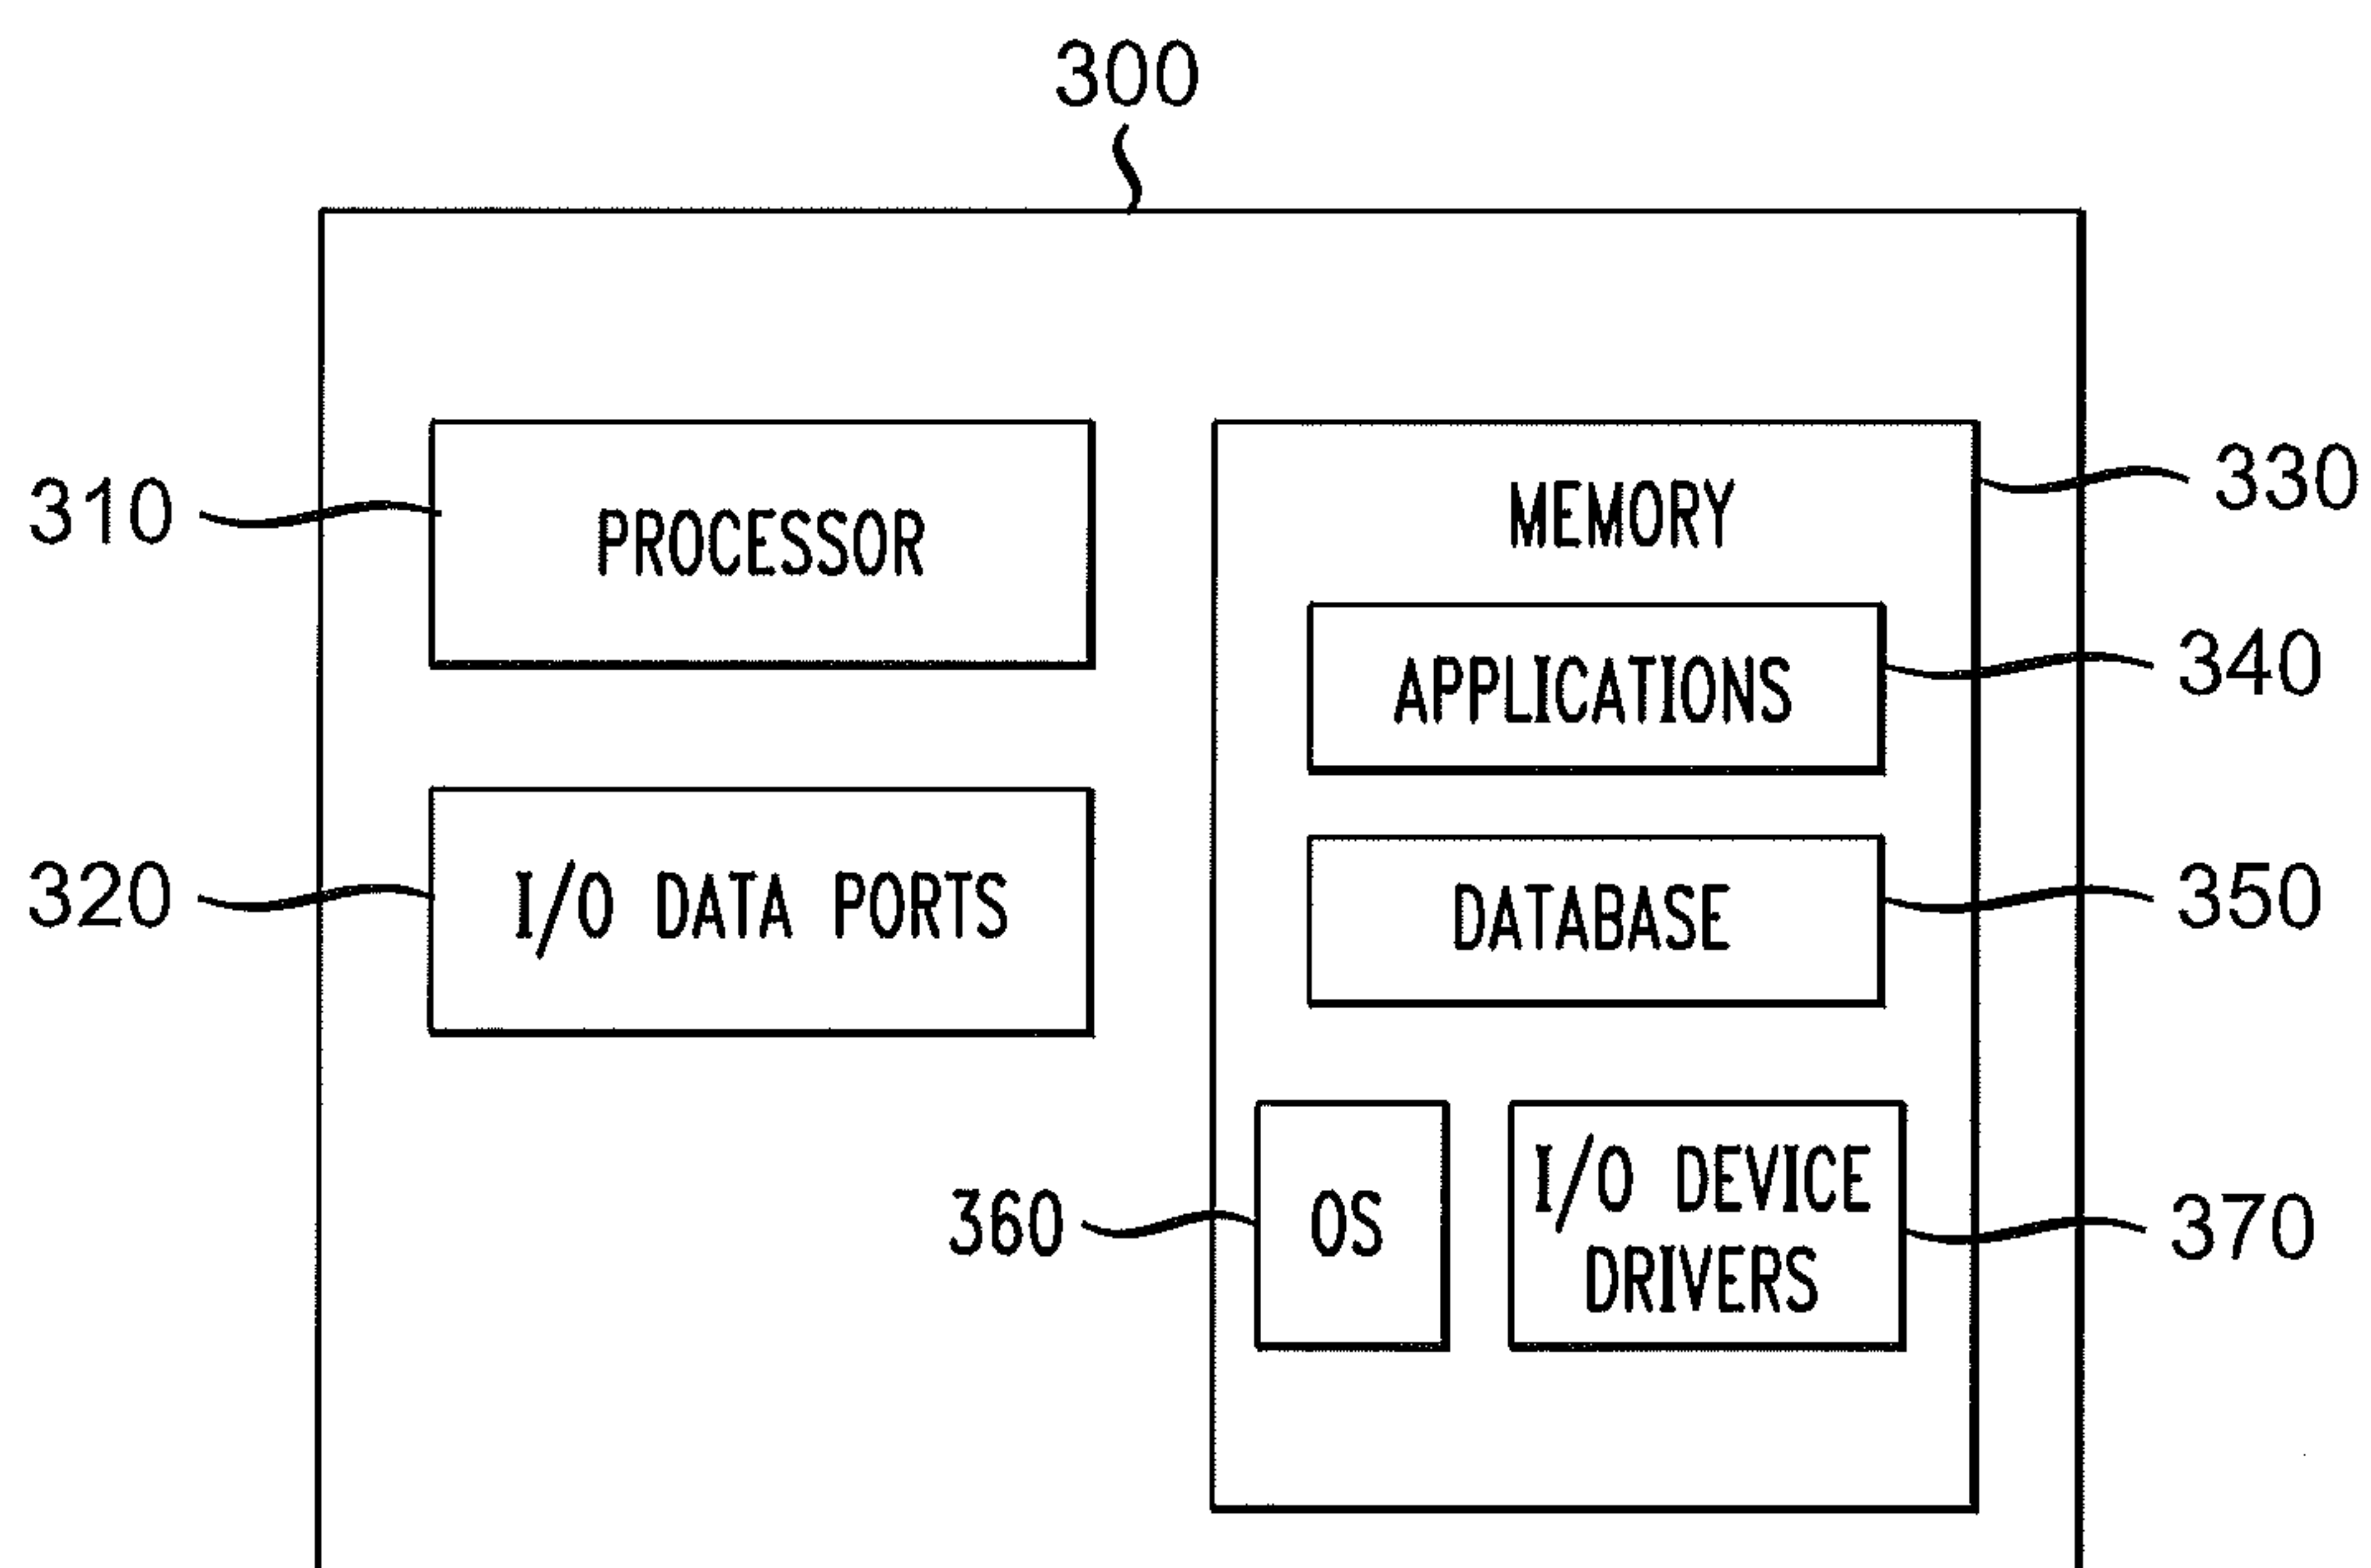 300
310
PROCESSOR
MEMORY
330
APPLICATIONS
340
320
I/O DATA PORTS
DATABASE
350
360
OS
I/O DEVICE
DRIVERS
370